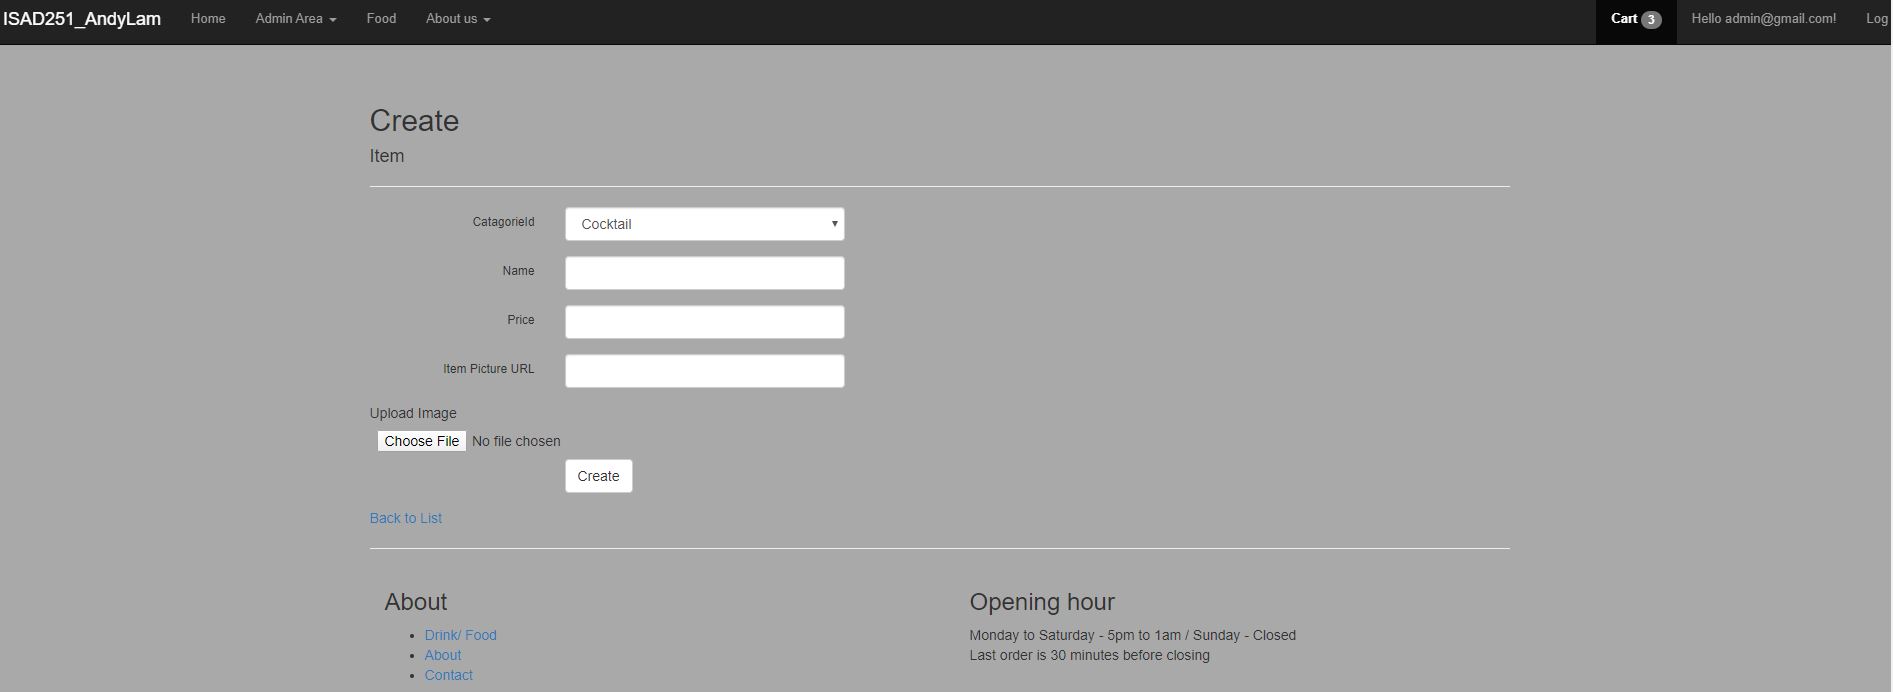 ISAD251_AndyLam Home Admin Area Food About us Cart 3 Hello admin@gmail.com! Log
Create
Item
CatagorieId Cocktail
Name
Price
Item Picture URL
Upload Image
Choose File No file chosen
Create
Back to List
About
Drink/ Food
About
Contact
Opening hour
Monday to Saturday - 5pm to 1am / Sunday - Closed
Last order is 30 minutes before closing